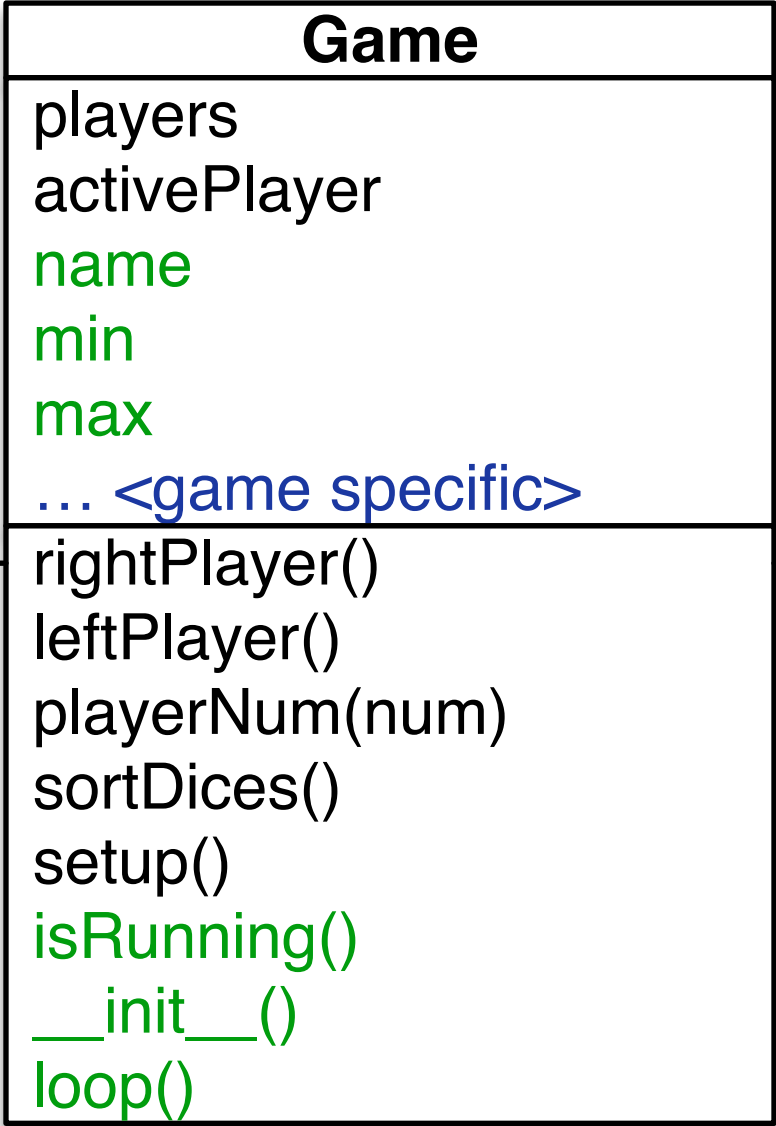 Game
players
activePlayer
name
min
max
… <game specific>
rightPlayer()
leftPlayer()
playerNum(num)
sortDices()
setup()
isRunning()
__init__()
loop()